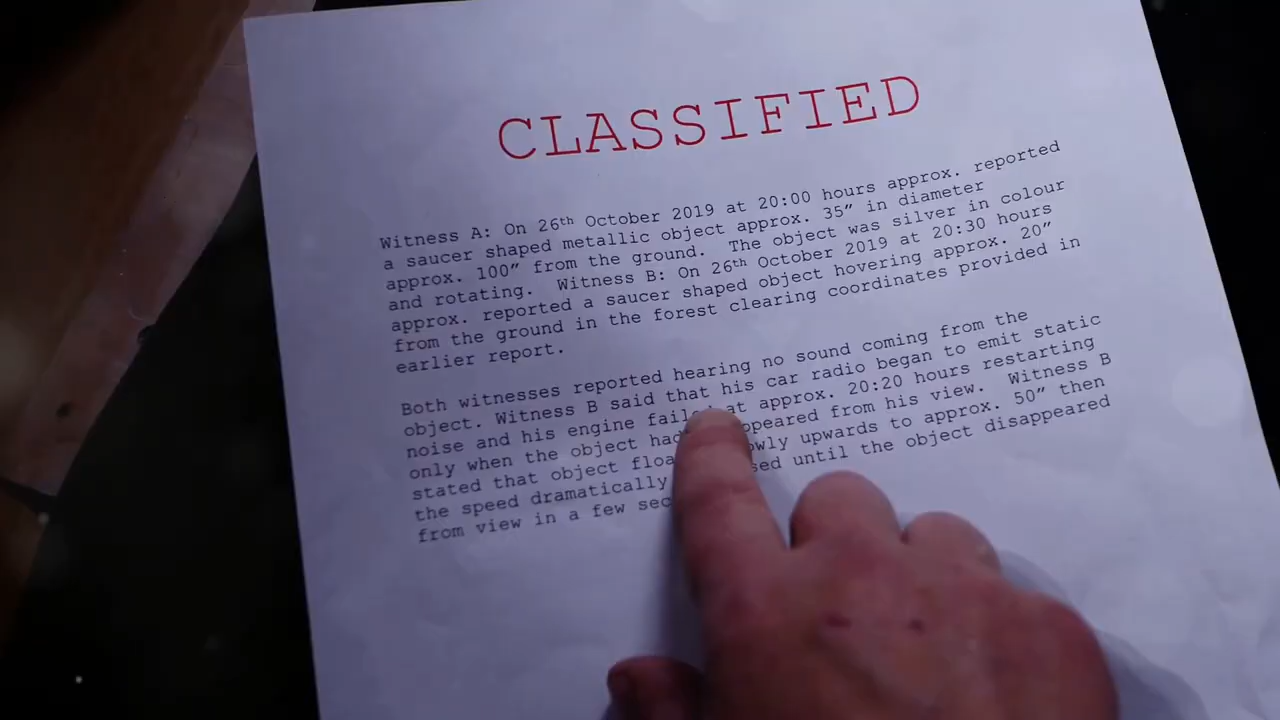 CLASSIFIED
Witness A: On 26th October 2019 at 20:00 hours approx. reported
a saucer shaped metallic object approx. 35” in diameter
approx. 100” from the ground. The object was silver in colour
and rotating. Witness B: On 26th October 2019 at 20:30 hours
approx. reported a saucer shaped object hovering approx. 20”
from the ground in the forest clearing coordinates provided in
earlier report.
Both witnesses reported hearing no sound coming from the
object. Witness B said that his car radio began to emit static
noise and his engine failed at approx. 20:20 hours restarting
only when the object had from his view. Witness B
stated that object upwards to approx. 50” then
the speed dramatically until the object disappeared
from view in a few